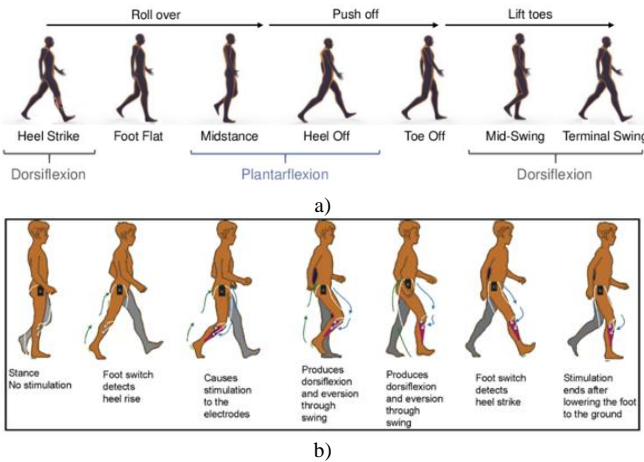 Roll over Push off Lift toes
Heel Strike Foot Flat Midstance Heel Off Toe Off Mid-Swing Terminal Swing
Dorsiflexion Plantarflexion Dorsiflexion
a)
Stance
No stimulation
Foot switch
detects
heel rise
Causes
stimulation
to the
electrodes
Produces
dorsiflexion
and eversion
through
swing
Produces
dorsiflexion
and eversion
through
swing
Foot switch
detects
heel strike
Stimulation
ends after
lowering the foot
to the ground
b)